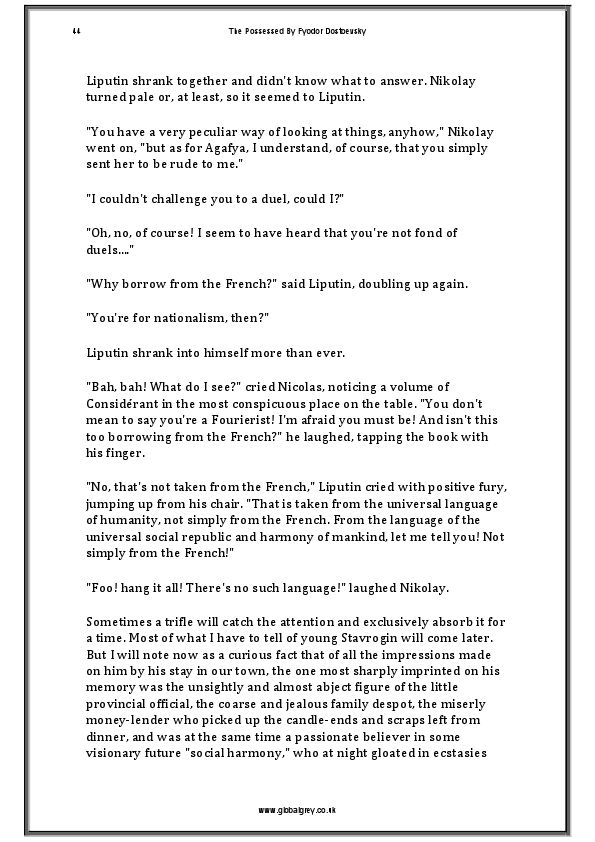 44
The Possessed By Fyodor Dostoevsky
Liputin shrank together and didn't know what to answer. Nikolay
turned pale or, at least, so it seemed to Liputin.
"You have a very peculiar way of looking at things, anyhow," Nikolay
went on, "but as for Agafya, I understand, of course, that you simply
sent her to be rude to me."
"I couldn't challenge you to a duel, could I?"
"Oh, no, of course! I seem to have heard that you're not fond of
duels...."
"Why borrow from the French?" said Liputin, doubling up again.
"You're for nationalism, then?"
Liputin shrank into himself more than ever.
"Bah, bah! What do I see?" cried Nicolas, noticing a volume of
Considérant in the most conspicuous place on the table. "You don't
mean to say you're a Fourierist! I'm afraid you must be! And isn't this
too borrowing from the French?" he laughed, tapping the book with
his finger.
"No, that's not taken from the French," Liputin cried with positive fury,
jumping up from his chair. "That is taken from the universal language
of humanity, not simply from the French. From the language of the
universal social republic and harmony of mankind, let me tell you! Not
simply from the French!"
"Foo! hang it all! There's no such language!" laughed Nikolay.
Sometimes a trifle will catch the attention and exclusively absorb it for
a time. Most of what I have to tell of young Stavrogin will come later.
But I will note now as a curious fact that of all the impressions made
on him by his stay in our town, the one most sharply imprinted on his
memory was the unsightly and almost abject figure of the little
provincial official, the coarse and jealous family despot, the miserly
money-lender who picked up the candle-ends and scraps left from
dinner, and was at the same time a passionate believer in some
visionary future "social harmony," who at night gloated in ecstasies
www.globalgrey.co.uk